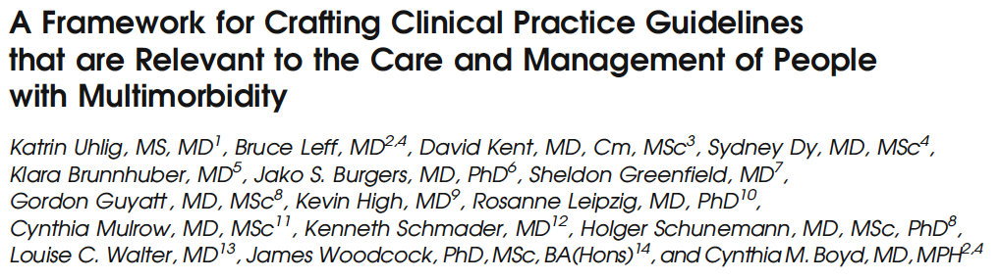 A Framework for Crafting Clinical Practice Guidelines
that are Relevant to the Care and Management of People
with Multimorbidity
Katrin Uhlig, MS, MD1, Bruce Leff, MD2,4, David Kent, MD, Cm, MSc3, Sydney Dy, MD, MSc4,
Klara Brunnhuber, MD5, Jako S. Burgers, MD, PhD6, Sheldon Greenfield, MD7,
Gordon Guyatt, MD, MSc8, Kevin High, MD9, Rosanne Leipzig, MD, PhD10,
Cynthia Mulrow, MD, MSc11, Kenneth Schmader, MD12, Holger Schunemann, MD, MSc, PhD8,
Louise C. Walter, MD13, James Woodcock, PhD, MSc, BA(Hons)14, and Cynthia M. Boyd, MD, MPH2,4